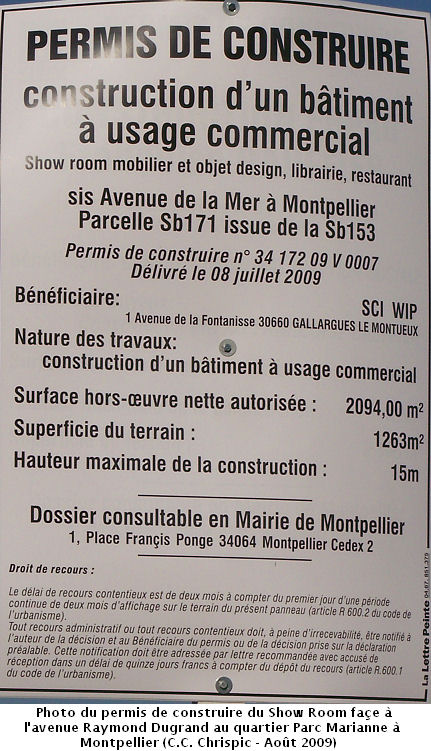 PERMIS DE CONSTRUIRE
construction d'un bâtiment
à usage commercial
Show room mobilier et objet design, librairie, restaurant
sis Avenue de la Mer à Montpellier
Parcelle Sb171 issue de la Sb153
Permis de construire n° 34 172 09 V 0007
Délivré le 08 juillet 2009
Bénéficiaire:
SCI WIP
1 Avenue de la Fontanisse 30660 GALLARGUES LE MONTUEUX
Nature des travaux:
construction d'un bâtiment à usage commercial
Surface hors-œuvre nette autorisée : 2094,00 m²
Superficie du terrain : 1263m²
Hauteur maximale de la construction : 15m
Dossier consultable en Mairie de Montpellier
1, Place Françis Ponge 34064 Montpellier Cedex 2
Droit de recours :
Le délai de recours contentieux est de deux mois à compter du premier jour d'une période
continue de deux mois d'affichage sur le terrain du présent panneau (article R 600.2 du code de
l'urbanisme).
Tout recours administratif ou tout recours contentieux doit, à peine d'irrecevabilité, être notifié à
l'auteur de la décision et au Bénéficiaire du permis ou de la décision prise sur la déclaration
préalable. Cette notification doit être adressée par lettre recommandée avec accusé de
réception dans un délai de quinze jours francs à compter du dépôt du recours (article R.600.1
du code de l'urbanisme).
La Lettre Peinte 04.67. 851.375
Photo du permis de construire du Show Room façe à
l'avenue Raymond Dugrand au quartier Parc Marianne à
Montpellier (C.C. Chrispic - Août 2009)